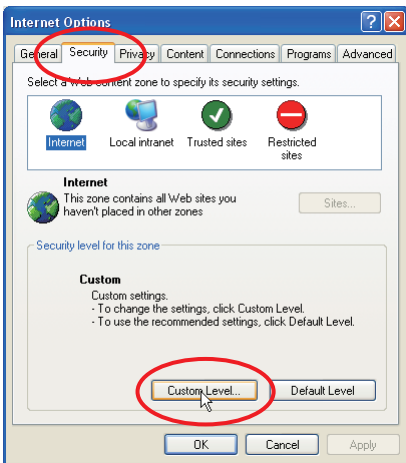 Internet Options
General Security Privacy Content Connections Programs Advanced
Select a Web content zone to specify its security settings.
Internet Local intranet Trusted sites Restricted
sites
Internet
This zone contains all Web sites you
haven't placed in other zones
Sites...
Security level for this zone
Custom
Custom settings.
- To change the settings, click Custom Level.
- To use the recommended settings, click Default Level.
Custom Level... Default Level
OK Cancel Apply